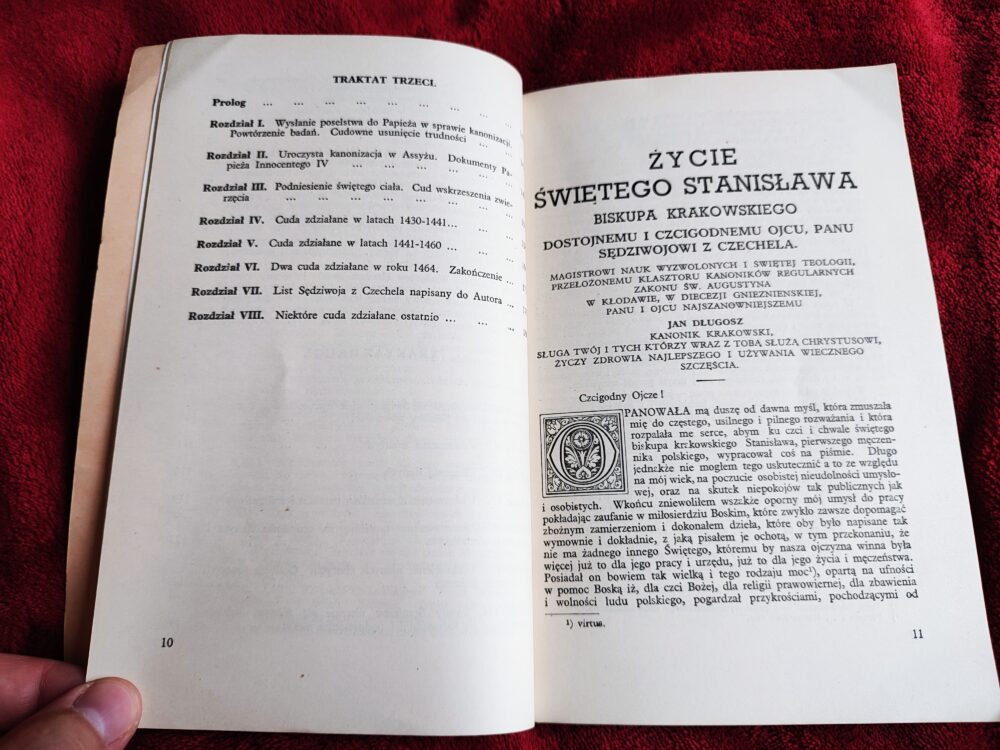 TRAKTAT TRZECI.
Prolog ... ... ... ... ... ... ...
Rozdział I. Wysłanie poselstwa do Papieża w sprawie kanonizacji.
Powtórzenie badań. Cudowne usunięcie trudności ... ...
Rozdział II. Uroczysta kanonizacja w Assyżu. Dokumenty Pa-
pieża Innocentego IV ... ... ... ... ...
Rozdział III. Podniesienie świętego ciała. Cud wskrzeszenia zwie-
rzęcia ... ... ... ... ... ... ... ...
Rozdział IV. Cuda zdziałane w latach 1430-1441... ... ...
Rozdział V. Cuda zdziałane w latach 1441-1460 ... ...
Rozdział VI. Dwa cuda zdziałane w roku 1464. Zakończenie ...
Rozdział VII. List Sędziwoja z Czechela napisany do Autora ...
Rozdział VIII. Niektóre cuda zdziałane ostatnio ... ... ...
10
ŻYCIE
ŚWIĘTEGO STANISŁAWA
BISKUPA KRAKOWSKIEGO
DOSTOJNEMU I CZCIGODNEMU OJCU, PANU
SĘDZIWOJOWI Z CZECHELA.
MAGISTROWI NAUK WYZWOLONYCH I ŚWIĘTEJ TEOLOGII,
PRZEŁOŻONEMU KLASZTORU KANONIKÓW REGULARNYCH
ZAKONU ŚW. AUGUSTYNA
W KŁODAWIE, W DIECEZJI GNIEZNIENSKIEJ,
PANU I OJCU NAJSZANOWNIEJSZEMU
JAN DŁUGOSZ
KANONIK KRAKOWSKI,
SŁUGA TWÓJ I TYCH KTÓRZY WRAZ Z TOBĄ SŁUŻĄ CHRYSTUSOWI,
ŻYCZY ZDROWIA NAJLEPSZEGO I UŻYWANIA WIECZNEGO
SZCZĘŚCIA.
Czcigodny Ojcze!
OPANOWAŁA mą duszę od dawna myśl, która zmuszała
mię do częstego, usilnego i pilnego rozważania i która
rozpalała me serce, abym ku czci i chwale świętego
biskupa krakowskiego Stanisława, pierwszego męczen-
nika polskiego, wypracował coś na piśmie. Długo
jednakże nie mogłem tego uskutecznić a to ze względu
na mój wiek, na poczucie osobistej nieudolności umysło-
wej, oraz na skutek niepokojów tak publicznych jak
i osobistych. Wkońcu zniewoliłem wszakże oporny mój umysł do pracy
pokładając zaufanie w miłosierdziu Boskim, które zwykło zawsze dopomagać
zbożnym zamierzeniom i dokonałem dzieła, które oby było napisane tak
wymownie i dokładnie, z jaką pisałem je ochotą, w tym przekonaniu, że
nie ma żadnego innego Świętego, któremu by nasza ojczyzna winna była
więcej już to dla jego pracy i urzędu, już to dla jego życia i męczeństwa.
Posiadał on bowiem tak wielką i tego rodzaju moc¹), opartą na ufności
w pomoc Boską iż, dla czci Bożej, dla religii prawowiernej, dla zbawienia
i wolności ludu polskiego, pogardzał przykrościami, pochodzącymi od
¹) virtus.
11